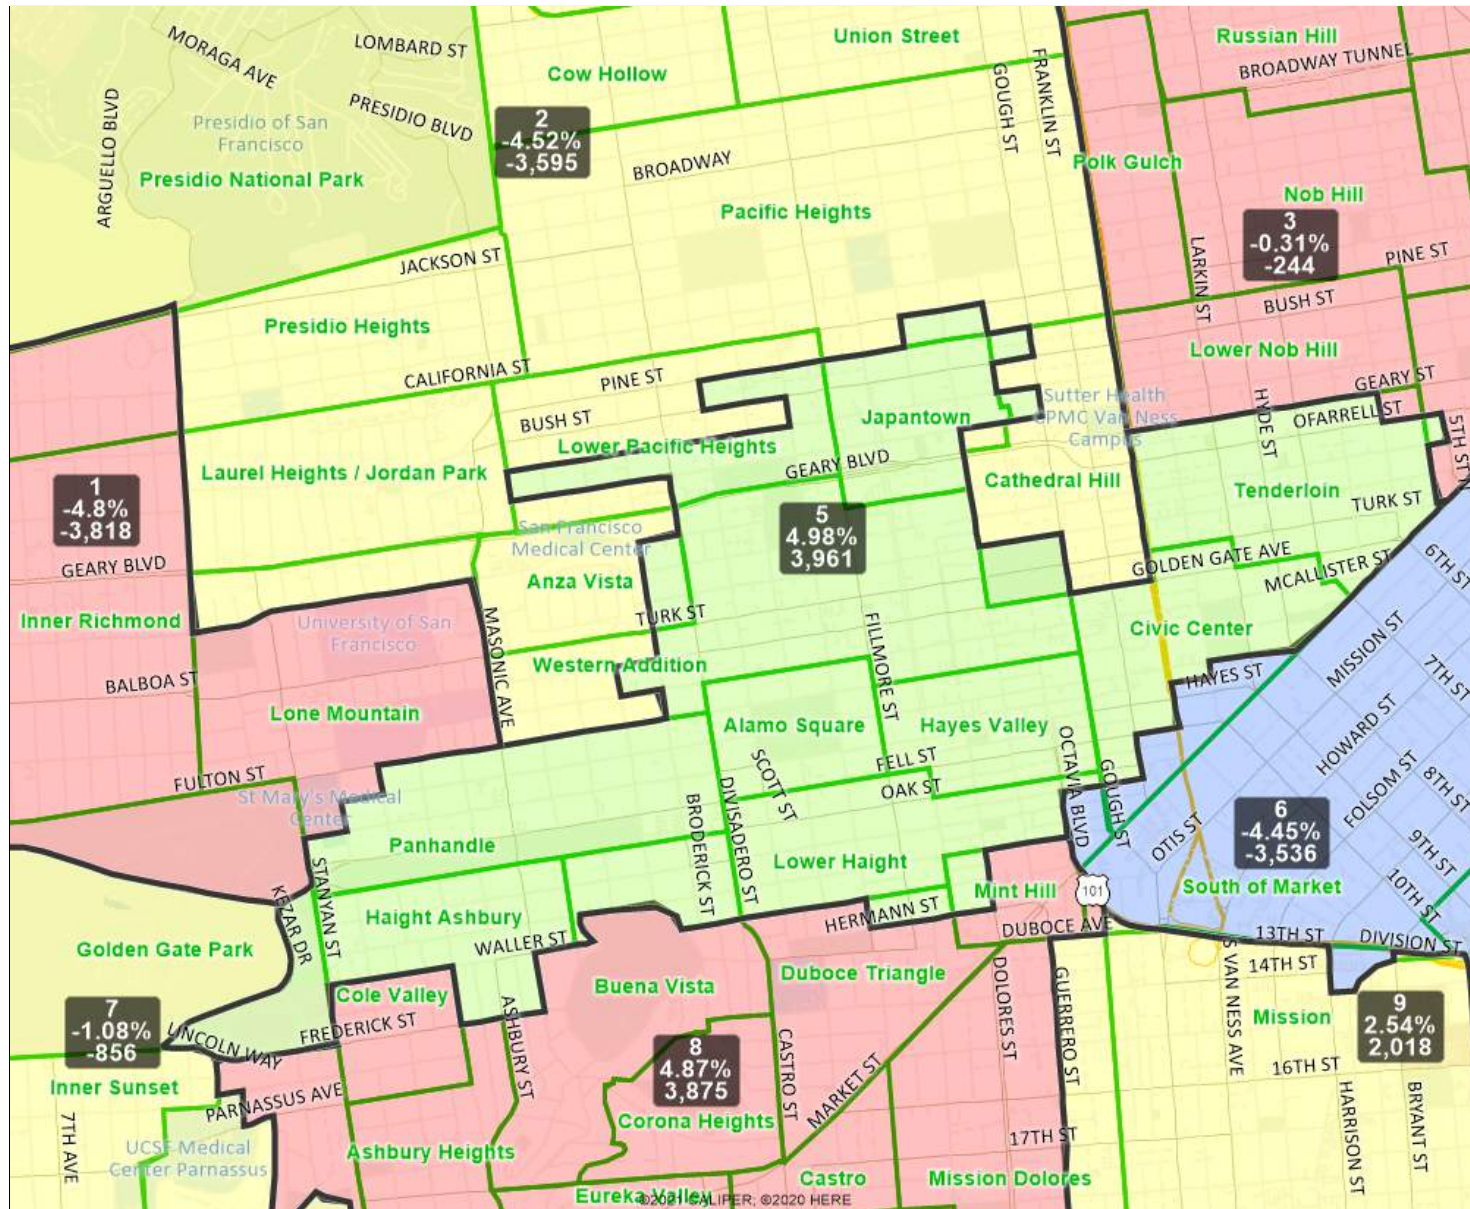 MORAGA AVE
LOMBARD ST
Union Street
Russian Hill
BROADWAY TUNNEL
Cow Hollow
FRANKLIN ST
GOUGH ST
ARGUELLO BLVD
PRESIDIO BLVD
Presidio of San
Francisco
2
-4.52%
-3,595
BROADWAY
Polk Gulch
Presidio National Park
Pacific Heights
Nob Hill
3
-0.31%
-244
JACKSON ST
LARKIN ST
PINE ST
BUSH ST
Presidio Heights
Lower Nob Hill
CALIFORNIA ST
PINE ST
GEARY ST
Sutter Health
CPMC Van Ness
Campus
HYDE ST
OFARRELL ST
BUSH ST
Japantown
5TH ST N
Lower Pacific Heights
Laurel Heights / Jordan Park
GEARY BLVD
Cathedral Hill
Tenderloin
TURK ST
1
-4.8%
-3,818
San Francisco
Medical Center
5
4.98%
3,961
GEARY BLVD
Anza Vista
GOLDEN GATE AVE
MCALLISTER ST
6TH ST
Inner Richmond
University of San
Francisco
MASONIC AVE
TURK ST
FILLMORE ST
Civic Center
MISSION ST
Western Addition
BALBOA ST
HAYES ST
7TH ST
Lone Mountain
Alamo Square
Hayes Valley
HOWARD ST
OCTAVIA BLVD
FULTON ST
SCOTT ST
FELL ST
OAK ST
GOUGH ST
FOLSOM ST
8TH ST
St Mary's Medical
Center
BRODERICK ST
DIVISADERO ST
OTIS ST
6
-4.45%
-3,536
9TH ST
Panhandle
Lower Haight
STANYAN ST
Mint Hill
101
South of Market
10TH ST
KEZAR DR
Haight Ashbury
HERMANN ST
DUBOCE AVE
WALLER ST
13TH ST
DIVISION ST
Golden Gate Park
S VAN NESS AVE
14TH ST
Buena Vista
Duboce Triangle
DOLORES ST
GUERRERO ST
Cole Valley
7
-1.08%
-856
LINCOLN WAY
FREDERICK ST
ASHBURY ST
Mission
9
2.54%
2,018
8
4.87%
3,875
CASTRO ST
MARKET ST
16TH ST
Inner Sunset
PARNASSUS AVE
HARRISON ST
BRYANT ST
7TH AVE
Corona Heights
17TH ST
UCSF Medical
Center Parnassus
Ashbury Heights
Castro
Mission Dolores
Eureka Valley
©2021 CALIPER; ©2020 HERE